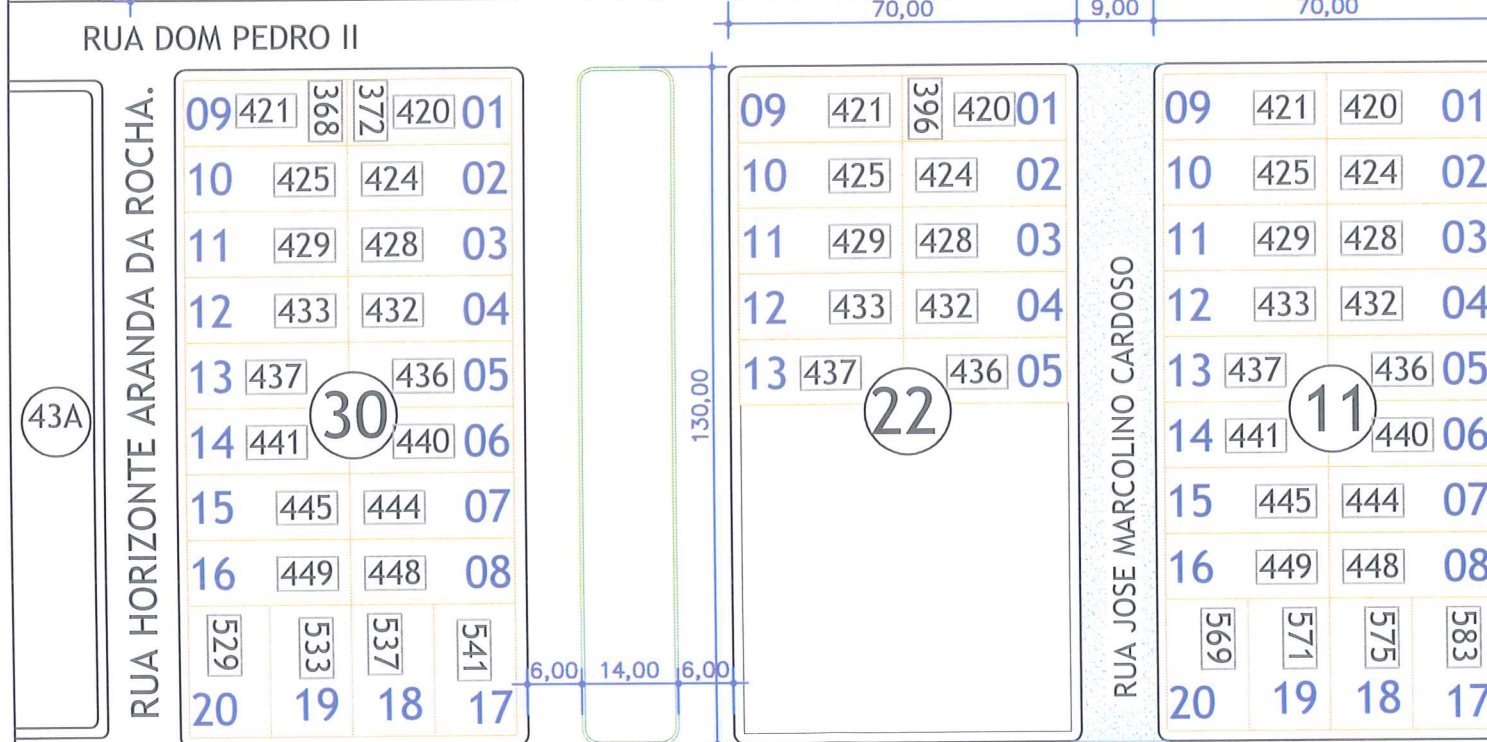 70,00 9,00 70,00
RUA DOM PEDRO II
43A
RUA HORIZONTE ARANDA DA ROCHA.
09 421 368 372 420 01
10 425 424 02
11 429 428 03
12 433 432 04
13 437 436 05
30
14 441 440 06
15 445 444 07
16 449 448 08
529 533 537 541
20 19 18 17
6,00 14,00 6,00
130,00
09 421 396 420 01
10 425 424 02
11 429 428 03
12 433 432 04
13 437 436 05
22
RUA JOSE MARCOLINO CARDOSO
09 421 420 01
10 425 424 02
11 429 428 03
12 433 432 04
13 437 436 05
11
14 441 440 06
15 445 444 07
16 449 448 08
569 571 575 583
20 19 18 17